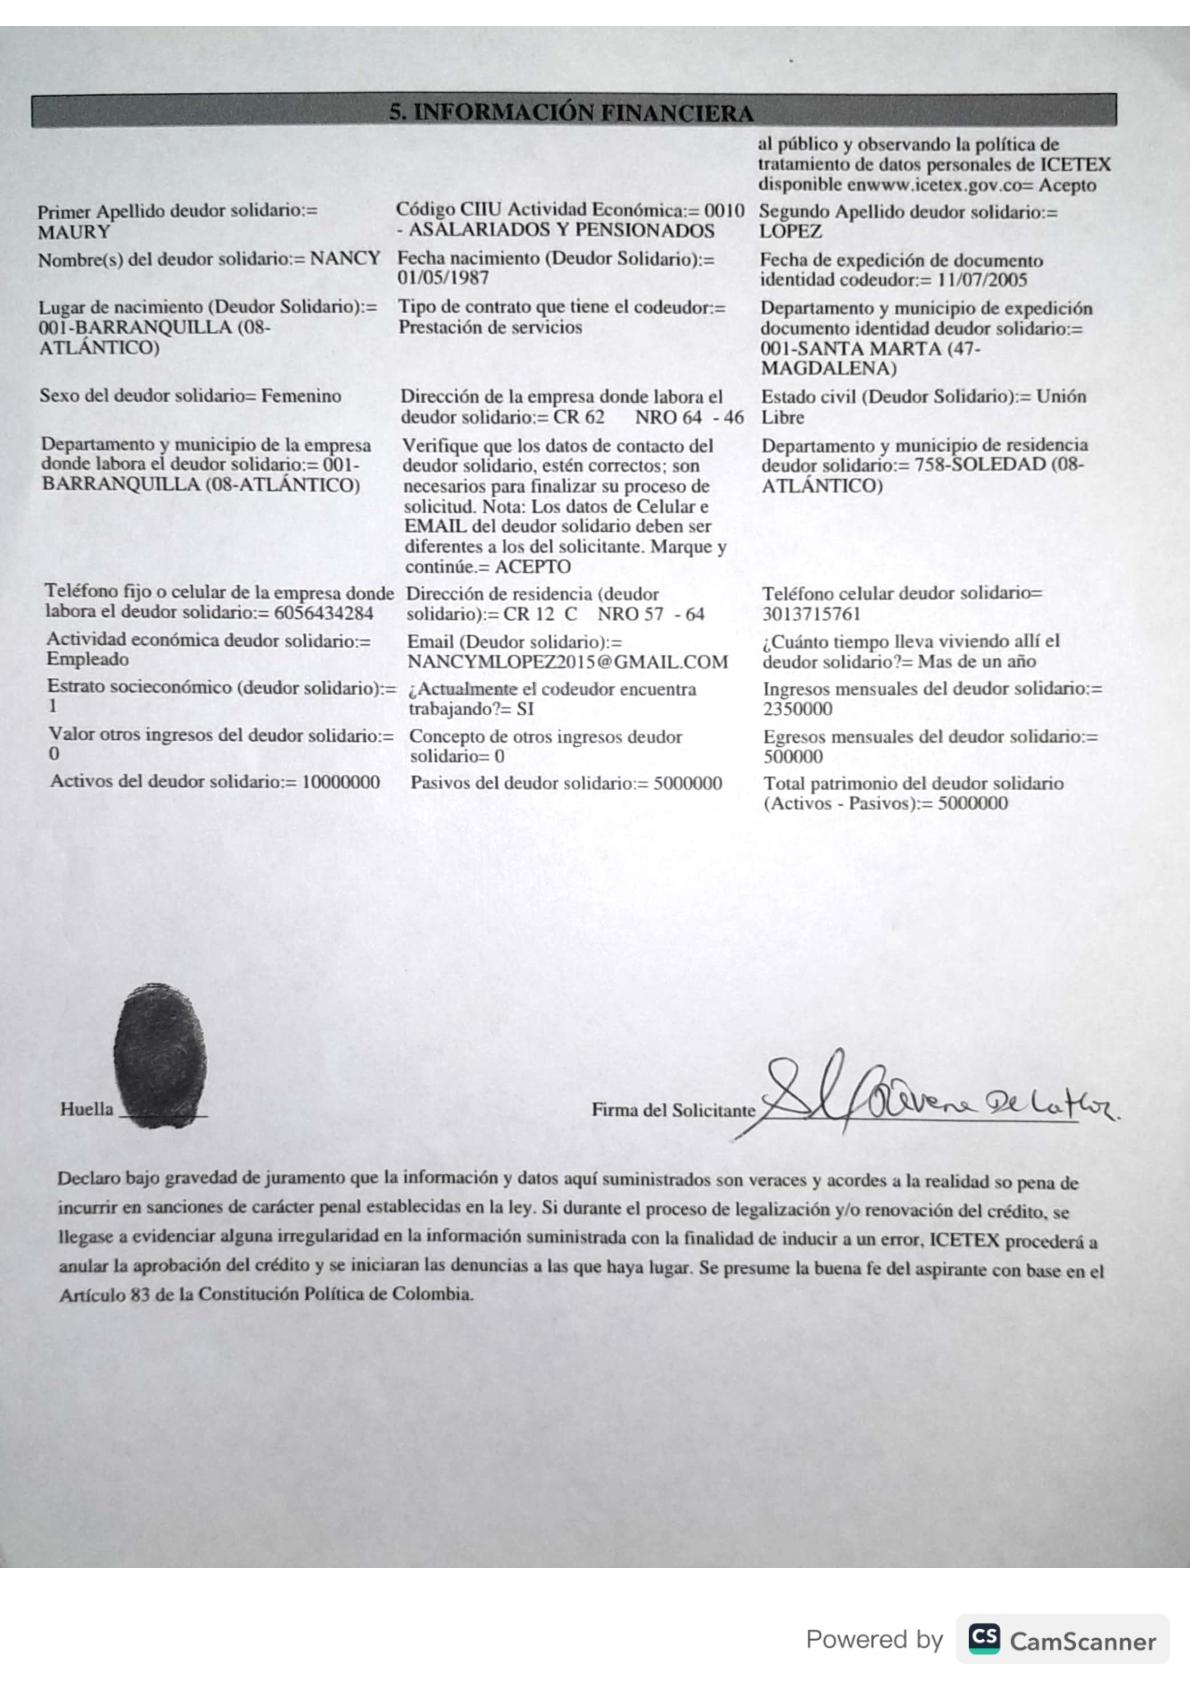 5. INFORMACIÓN FINANCIERA
al público y observando la política de
tratamiento de datos personales de ICETEX
disponible enwww.icetex.gov.co= Acepto
Primer Apellido deudor solidario:=
MAURY
Código CIIU Actividad Económica:= 0010
- ASALARIADOS Y PENSIONADOS
Segundo Apellido deudor solidario:=
LOPEZ
Nombre(s) del deudor solidario:= NANCY
Fecha nacimiento (Deudor Solidario):=
01/05/1987
Fecha de expedición de documento
identidad codeudor:= 11/07/2005
Lugar de nacimiento (Deudor Solidario):=
001-BARRANQUILLA (08-
ATLÁNTICO)
Tipo de contrato que tiene el codeudor:=
Prestación de servicios
Departamento y municipio de expedición
documento identidad deudor solidario:=
001-SANTA MARTA (47-
MAGDALENA)
Sexo del deudor solidario= Femenino
Dirección de la empresa donde labora el
deudor solidario:= CR 62 NRO 64 - 46
Estado civil (Deudor Solidario):= Unión
Libre
Departamento y municipio de la empresa
donde labora el deudor solidario:= 001-
BARRANQUILLA (08-ATLÁNTICO)
Verifique que los datos de contacto del
deudor solidario, estén correctos; son
necesarios para finalizar su proceso de
solicitud. Nota: Los datos de Celular e
EMAIL del deudor solidario deben ser
diferentes a los del solicitante. Marque y
continúe.= ACEPTO
Departamento y municipio de residencia
deudor solidario:= 758-SOLEDAD (08-
ATLÁNTICO)
Teléfono fijo o celular de la empresa donde
labora el deudor solidario:= 6056434284
Dirección de residencia (deudor
solidario):= CR 12 C NRO 57 - 64
Teléfono celular deudor solidario=
3013715761
Actividad económica deudor solidario:=
Empleado
Email (Deudor solidario):=
NANCYMLOPEZ2015@GMAIL.COM
¿Cuánto tiempo lleva viviendo allí el
deudor solidario?= Mas de un año
Estrato socieconómico (deudor solidario):=
1
¿Actualmente el codeudor encuentra
trabajando?= SI
Ingresos mensuales del deudor solidario:=
2350000
Valor otros ingresos del deudor solidario:=
0
Concepto de otros ingresos deudor
solidario= 0
Egresos mensuales del deudor solidario:=
500000
Activos del deudor solidario:= 10000000
Pasivos del deudor solidario:= 5000000
Total patrimonio del deudor solidario
(Activos - Pasivos):= 5000000
Huella
Firma del Solicitante De La Hoz.
Declaro bajo gravedad de juramento que la información y datos aquí suministrados son veraces y acordes a la realidad so pena de
incurrir en sanciones de carácter penal establecidas en la ley. Si durante el proceso de legalización y/o renovación del crédito, se
llegase a evidenciar alguna irregularidad en la información suministrada con la finalidad de inducir a un error, ICETEX procederá a
anular la aprobación del crédito y se iniciaran las denuncias a las que haya lugar. Se presume la buena fe del aspirante con base en el
Artículo 83 de la Constitución Política de Colombia.
Powered by CS CamScanner